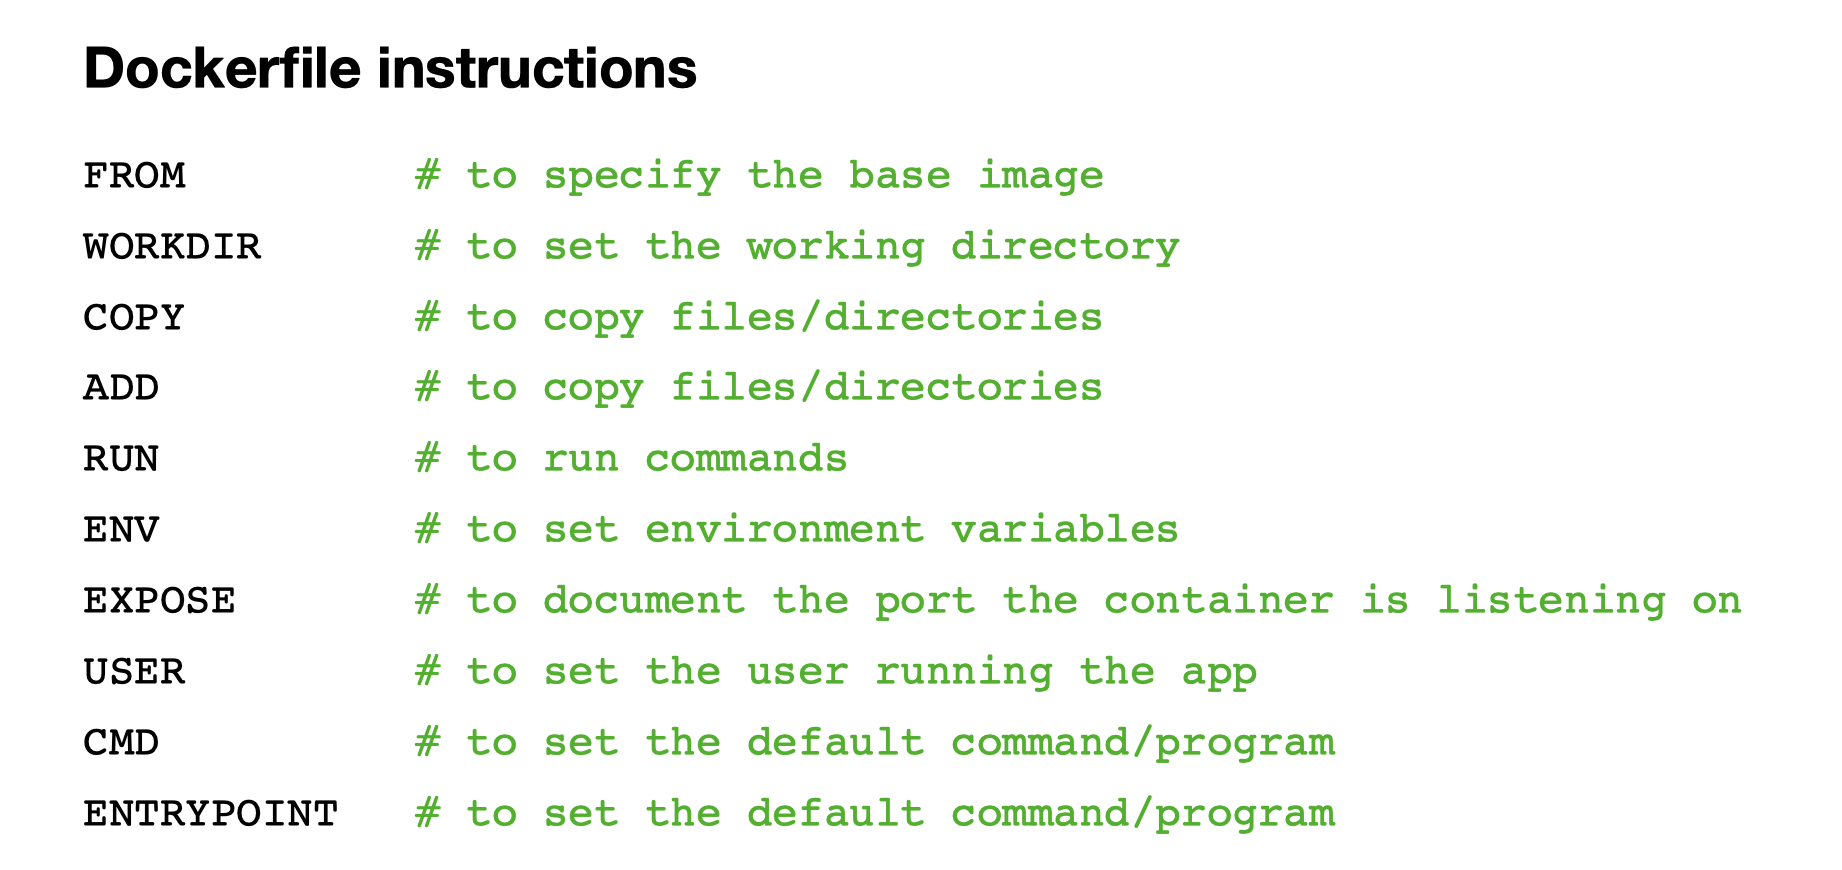 Dockerfile instructions
FROM # to specify the base image
WORKDIR # to set the working directory
COPY # to copy files/directories
ADD # to copy files/directories
RUN # to run commands
ENV # to set environment variables
EXPOSE # to document the port the container is listening on
USER # to set the user running the app
CMD # to set the default command/program
ENTRYPOINT # to set the default command/program